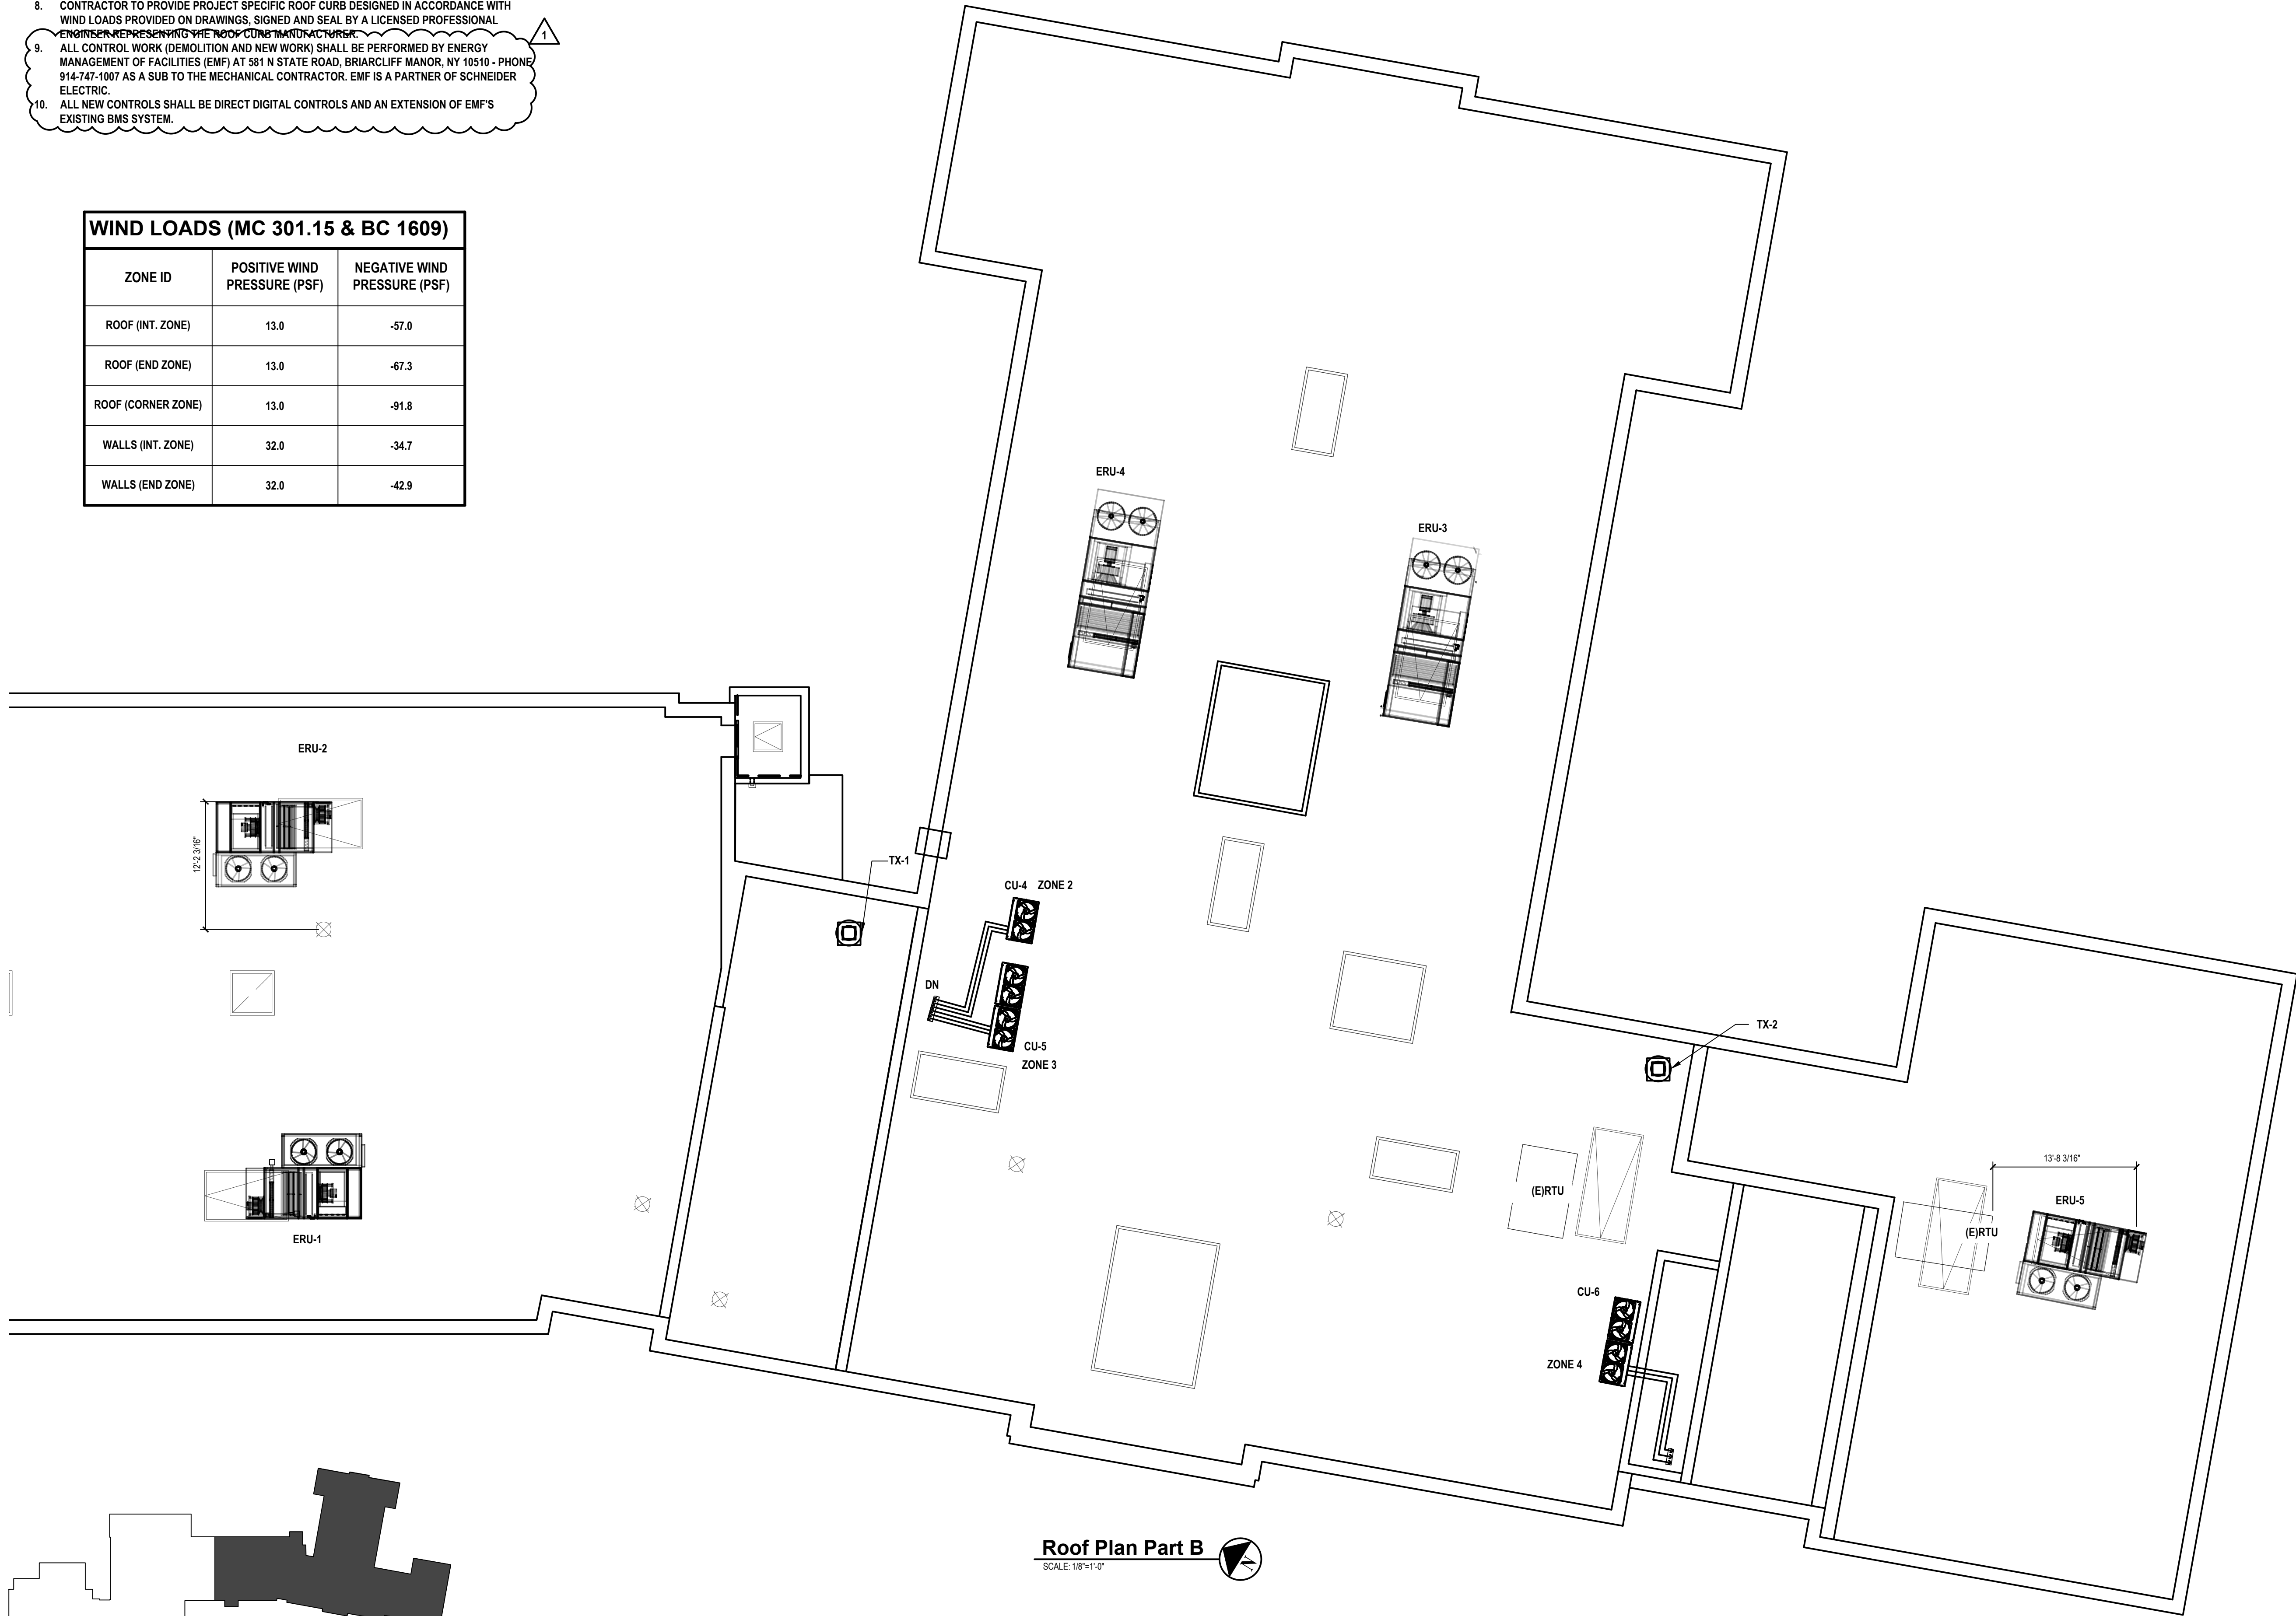 8. CONTRACTOR TO PROVIDE PROJECT SPECIFIC ROOF CURB DESIGNED IN ACCORDANCE WITH
WIND LOADS PROVIDED ON DRAWINGS, SIGNED AND SEAL BY A LICENSED PROFESSIONAL
ENGINEER REPRESENTING THE ROOF CURB MANUFACTURER.
1
9. ALL CONTROL WORK (DEMOLITION AND NEW WORK) SHALL BE PERFORMED BY ENERGY
MANAGEMENT OF FACILITIES (EMF) AT 581 N STATE ROAD, BRIARCLIFF MANOR, NY 10510 - PHONE
914-747-1007 AS A SUB TO THE MECHANICAL CONTRACTOR. EMF IS A PARTNER OF SCHNEIDER
ELECTRIC.
10. ALL NEW CONTROLS SHALL BE DIRECT DIGITAL CONTROLS AND AN EXTENSION OF EMF'S
EXISTING BMS SYSTEM.
WIND LOADS (MC 301.15 & BC 1609)
ZONE ID POSITIVE WIND PRESSURE (PSF) NEGATIVE WIND PRESSURE (PSF)
ROOF (INT. ZONE) 13.0 -57.0
ROOF (END ZONE) 13.0 -67.3
ROOF (CORNER ZONE) 13.0 -91.8
WALLS (INT. ZONE) 32.0 -34.7
WALLS (END ZONE) 32.0 -42.9
ERU-4
ERU-3
ERU-2
12'-2 3/16"
TX-1
CU-4 ZONE 2
DN
CU-5
ZONE 3
TX-2
13'-8 3/16"
(E)RTU
ERU-5
(E)RTU
ERU-1
CU-6
ZONE 4
Roof Plan Part B
SCALE: 1/8"=1'-0"
N